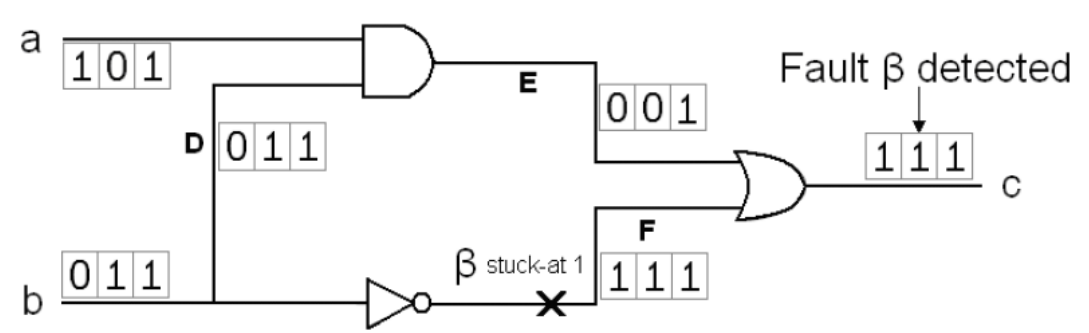 a
1 0 1
E
Fault β detected
0 0 1
D
0 1 1
1 1 1
c
0 1 1
b
β stuck-at 1
F
1 1 1